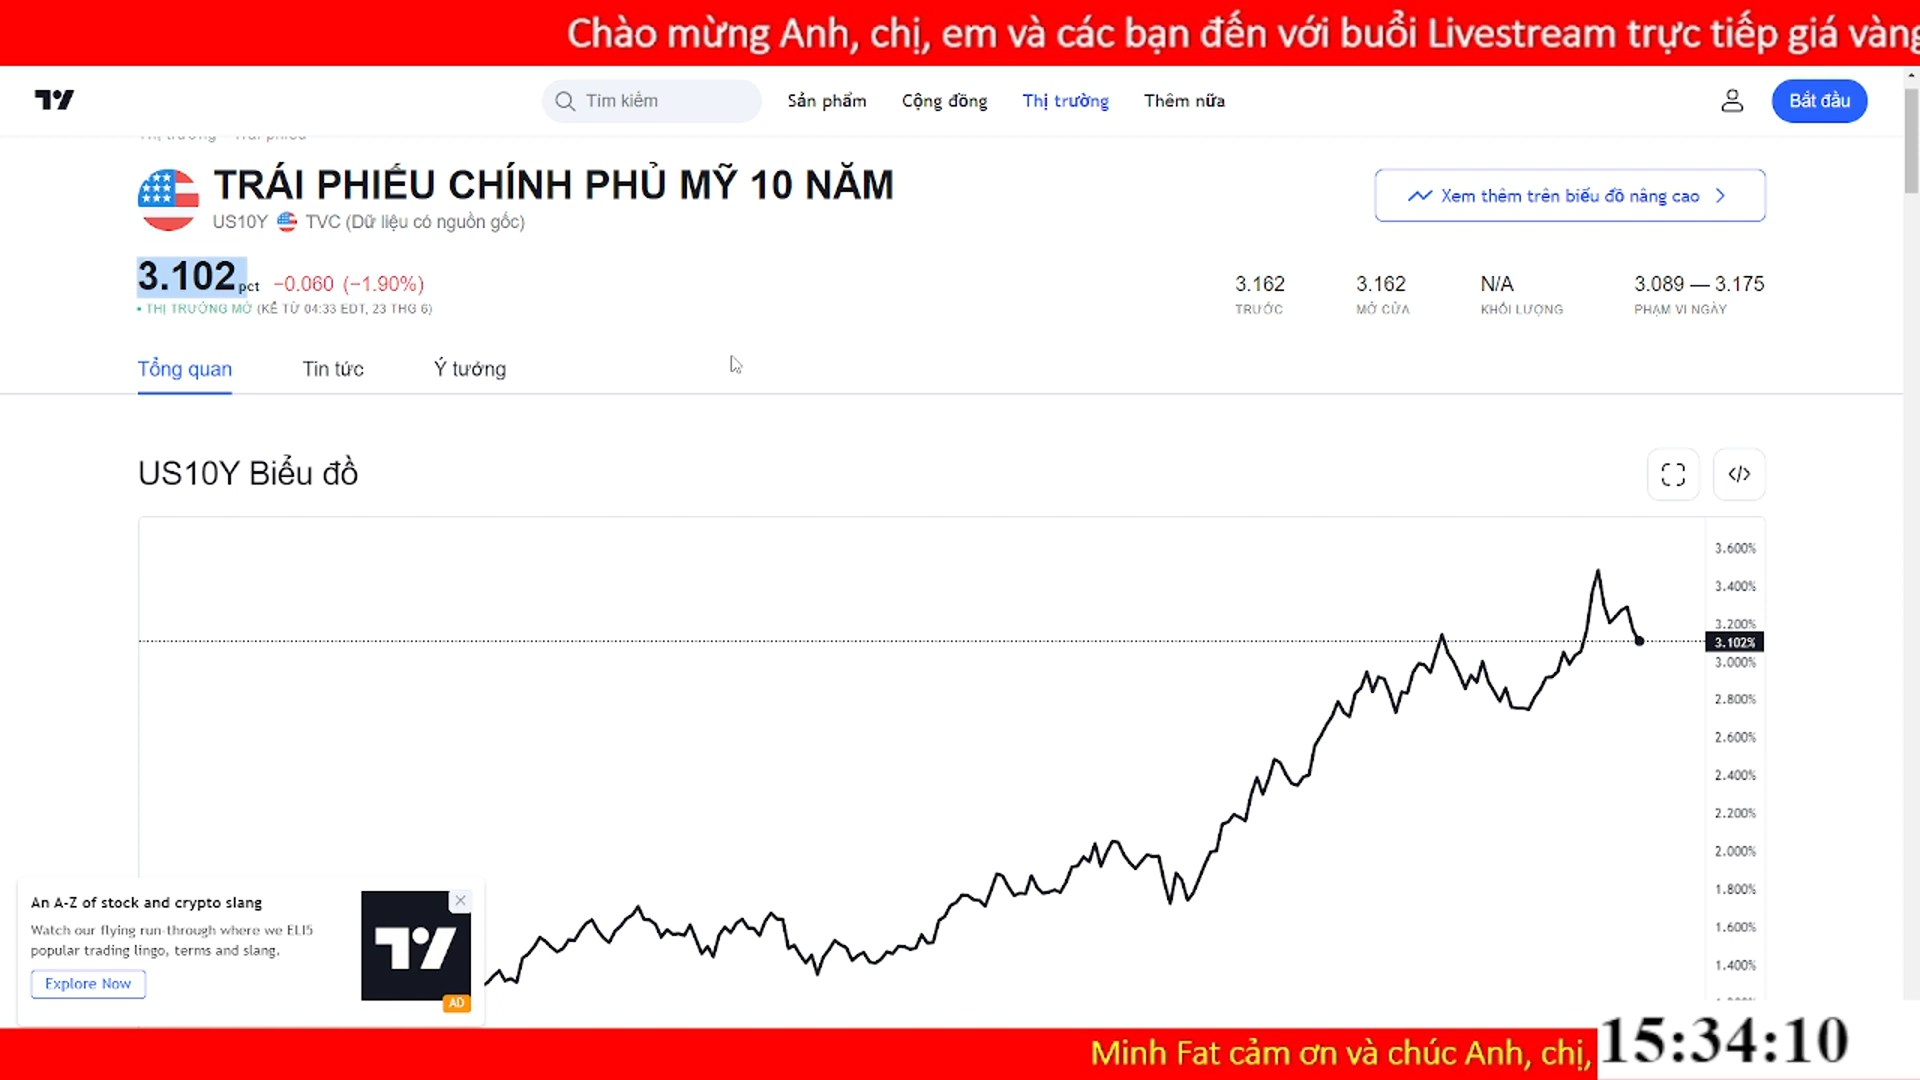 Chào mừng Anh, chị, em và các bạn đến với buổi Livestream trực tiếp giá vàng
Tìm kiếm
Sản phẩm
Cộng đồng
Thị trường
Thêm nữa
Bắt đầu
TRÁI PHIẾU CHÍNH PHỦ MỸ 10 NĂM
US10Y TVC (Dữ liệu có nguồn gốc)
Xem thêm trên biểu đồ nâng cao
3.102 pct −0.060 (−1.90%)
• THỊ TRƯỜNG MỞ (KỂ TỪ 04:33 EDT, 23 THG 6)
3.162
TRƯỚC
3.162
MỞ CỬA
N/A
KHỐI LƯỢNG
3.089 — 3.175
PHẠM VI NGÀY
Tổng quan
Tin tức
Ý tưởng
US10Y Biểu đồ
3.600%
3.400%
3.200%
3.102%
3.000%
2.800%
2.600%
2.400%
2.200%
2.000%
1.800%
1.600%
1.400%
An A-Z of stock and crypto slang
Watch our flying run-through where we ELI5
popular trading lingo, terms and slang.
Explore Now
AD
Minh Fat cảm ơn và chúc Anh, chị,
15:34:10